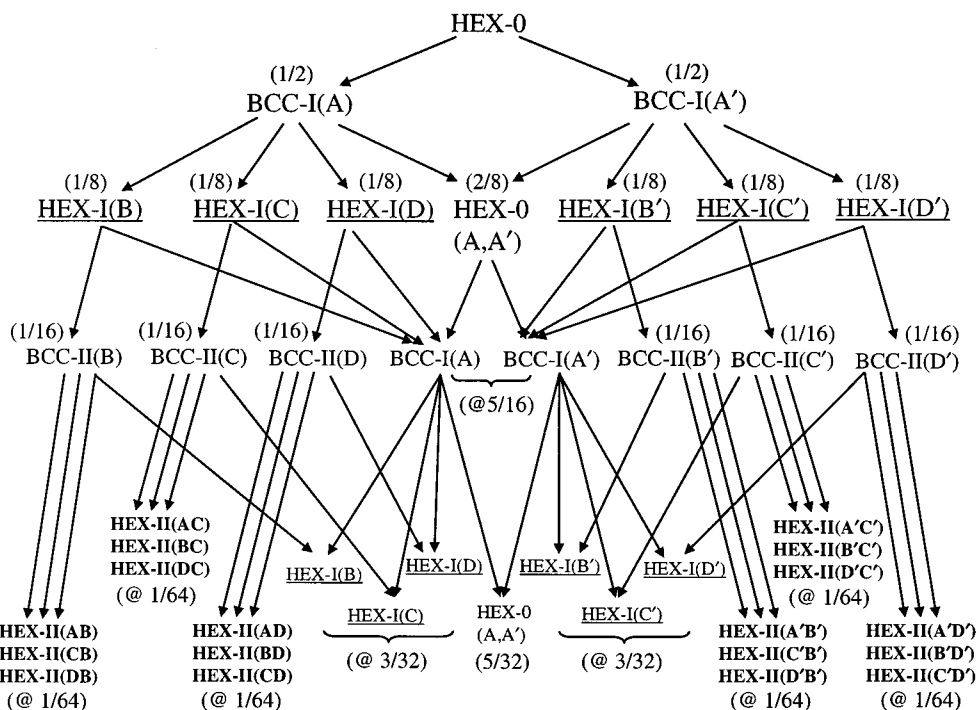 HEX-0
(1/2) (1/2)
BCC-I(A) BCC-I(A′)
(1/8) (1/8) (1/8) (2/8) (1/8) (1/8) (1/8)
HEX-I(B) HEX-I(C) HEX-I(D) HEX-0 HEX-I(B′) HEX-I(C′) HEX-I(D′)
(A,A′)
(1/16) (1/16) (1/16) (1/16) (1/16) (1/16)
BCC-II(B) BCC-II(C) BCC-II(D) BCC-I(A) BCC-I(A′) BCC-II(B′) BCC-II(C′) BCC-II(D′)
(@5/16)
HEX-II(AC) HEX-II(A′C′)
HEX-II(BC) HEX-II(B′C′)
HEX-II(DC) HEX-I(B) HEX-I(D) HEX-I(B′) HEX-I(D′) HEX-II(D′C′)
(@ 1/64) (@ 1/64)
HEX-I(C) HEX-0 HEX-I(C′)
HEX-II(AB) HEX-II(AD) (A,A′) HEX-II(A′B′) HEX-II(A′D′)
HEX-II(CB) HEX-II(BD) (@ 3/32) (5/32) (@ 3/32) HEX-II(C′B′) HEX-II(B′D′)
HEX-II(DB) HEX-II(CD) HEX-II(D′B′) HEX-II(C′D′)
(@ 1/64) (@ 1/64) (@ 1/64) (@ 1/64)